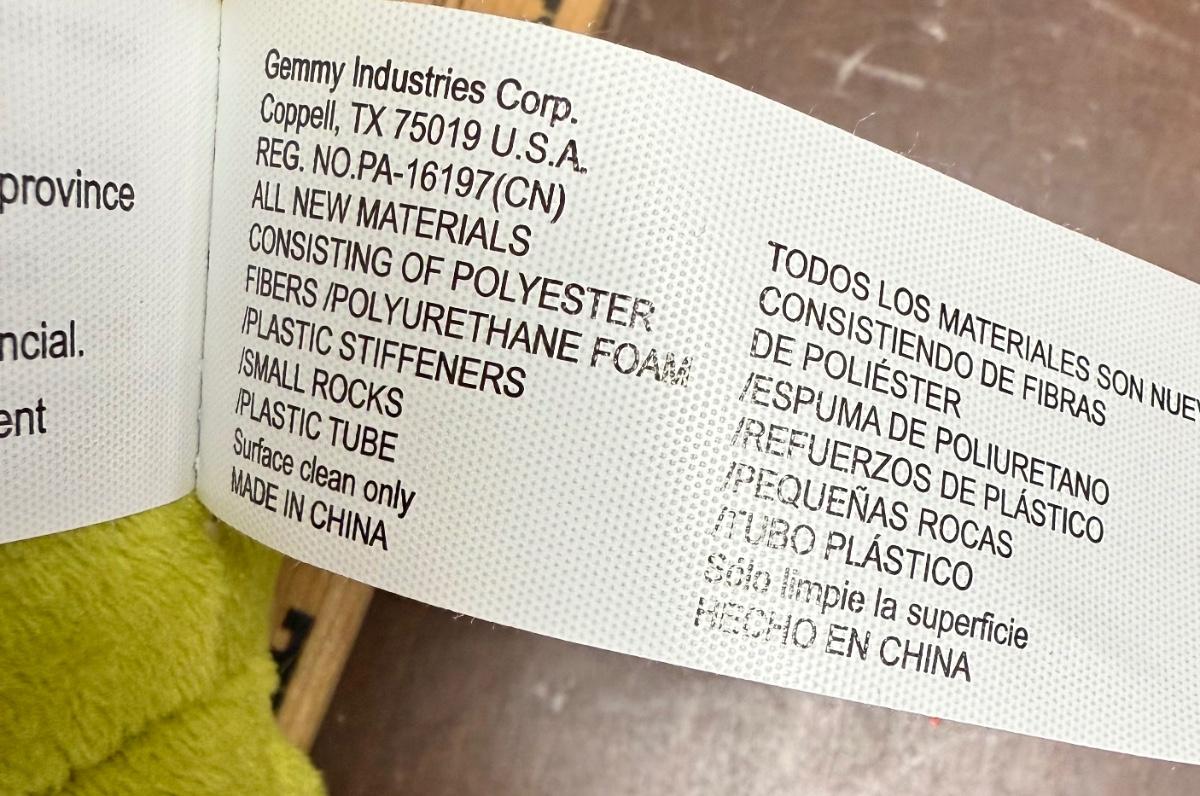 province
ncial.
ent
Gemmy Industries Corp.
Coppell, TX 75019 U.S.A.
REG. NO.PA-16197(CN)
ALL NEW MATERIALS
CONSISTING OF POLYESTER
FIBERS /POLYURETHANE FOAM
/PLASTIC STIFFENERS
/SMALL ROCKS
/PLASTIC TUBE
Surface clean only
MADE IN CHINA
TODOS LOS MATERIALES SON NUEV
CONSISTIENDO DE FIBRAS
DE POLIÉSTER
/ESPUMA DE POLIURETANO
/REFUERZOS DE PLÁSTICO
/PEQUEÑAS ROCAS
/TUBO PLÁSTICO
Sólo limpie la superficie
HECHO EN CHINA